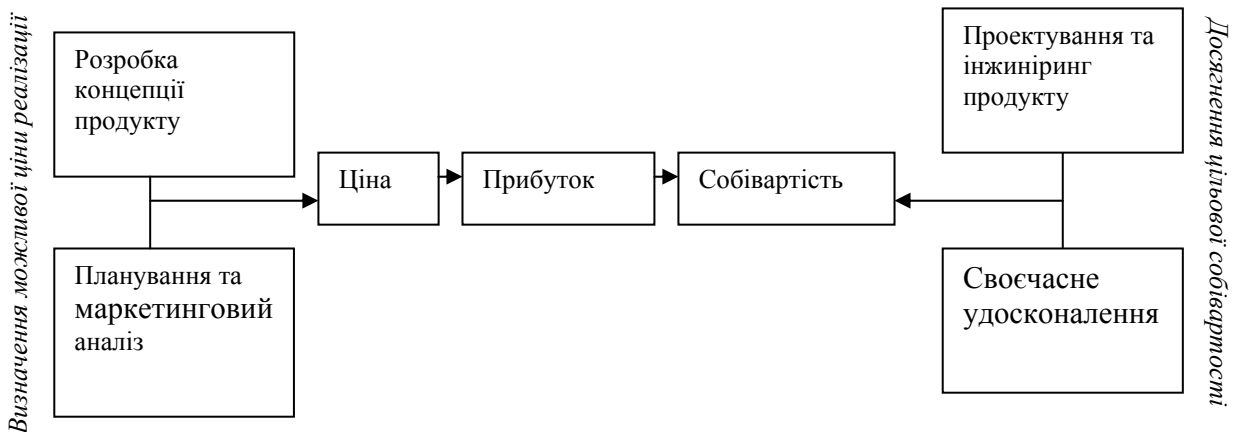 Визначення можливої ціни реалізації
Розробка
концепції
продукту
Планування та
маркетинговий
аналіз
Ціна
Прибуток
Собівартість
Проектування та
інжиніринг
продукту
Своєчасне
удосконалення
Досягнення цільової собівартості